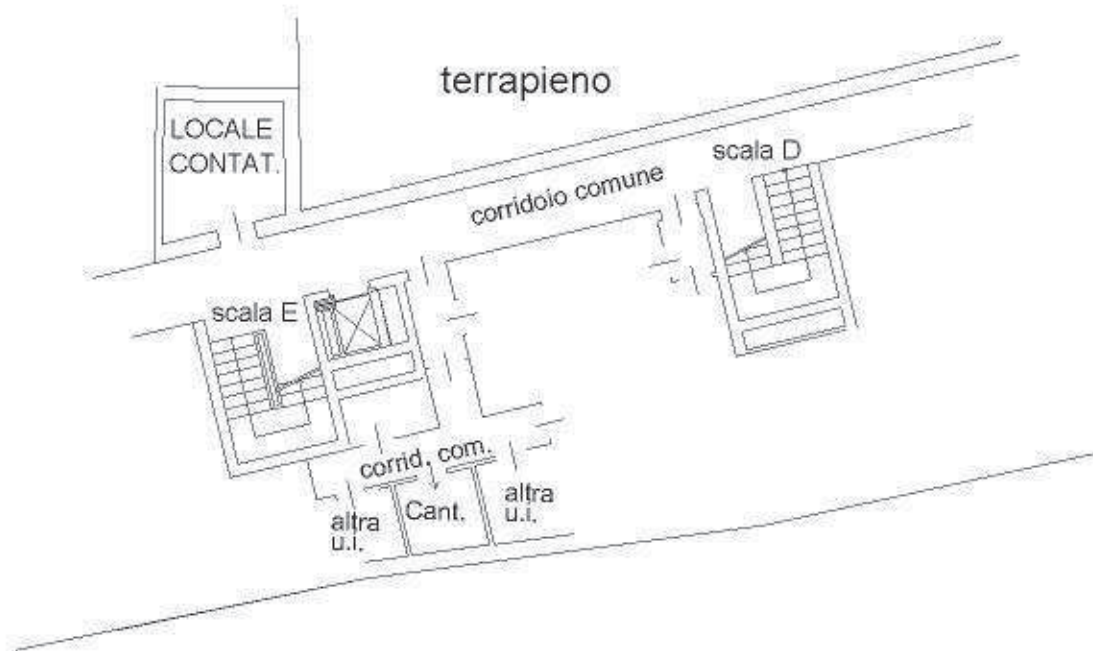 terrapieno
LOCALE
CONTAT.
scala D
corridoio comune
scala E
corrid. com.
Cant.
altra
u.i.
altra
u.i.